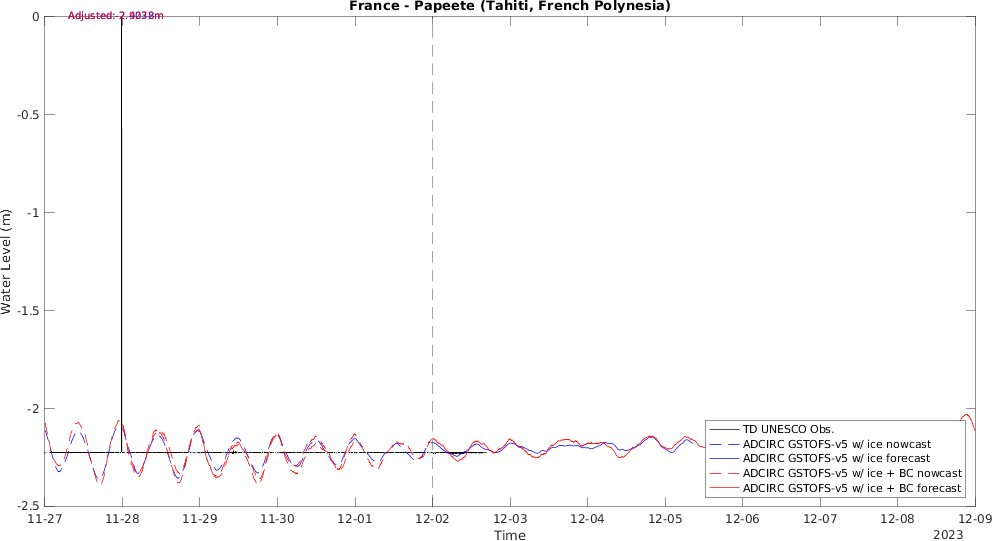 France - Papeete (Tahiti, French Polynesia)
Adjusted:
0
-0.5
-1
-1.5
-2
-2.5
Water Level (m)
TD UNESCO Obs.
ADCIRC GSTOFS-v5 w/ ice nowcast
ADCIRC GSTOFS-v5 w/ ice forecast
ADCIRC GSTOFS-v5 w/ ice + BC nowcast
ADCIRC GSTOFS-v5 w/ ice + BC forecast
11-27 11-28 11-29 11-30 12-01 12-02 12-03 12-04 12-05 12-06 12-07 12-08 12-09
Time
2023